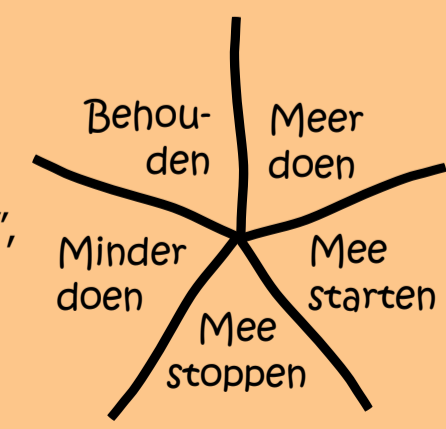 Behou-
den
Meer
doen
Mee
starten
Mee
stoppen
Minder
doen
”,